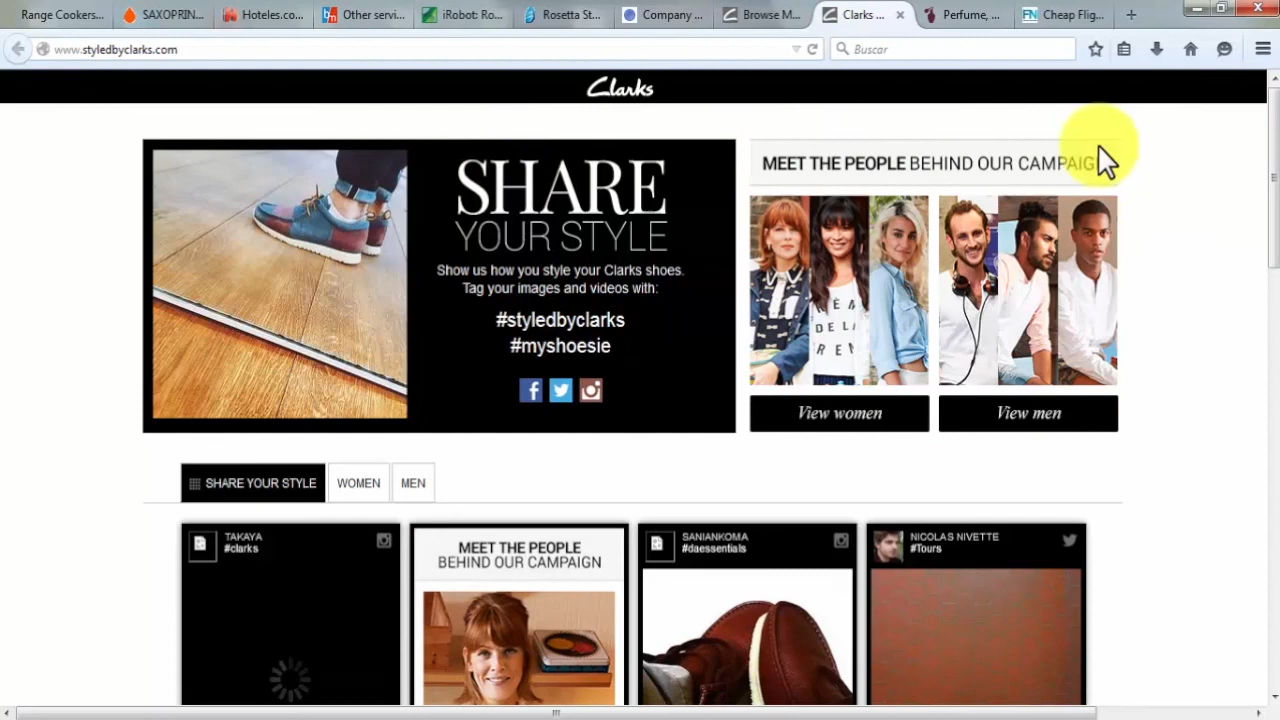 Range Cookers...
SAXOPRIN...
Hoteles.co...
Other servi...
iRobot: Ro...
Rosetta St...
Company ...
Browse M...
Clarks ...
Perfume, ...
Cheap Flig...
www.styledbyclarks.com
Buscar
Clarks
SHARE
YOUR STYLE
Show us how you style your Clarks shoes.
Tag your images and videos with:
#styledbyclarks
#myshoesie
MEET THE PEOPLE BEHIND OUR CAMPAIG
View women
View men
SHARE YOUR STYLE
WOMEN
MEN
TAKAYA
#clarks
MEET THE PEOPLE
BEHIND OUR CAMPAIGN
SANIANKOMA
#daessentials
NICOLAS NIVETTE
#Tours